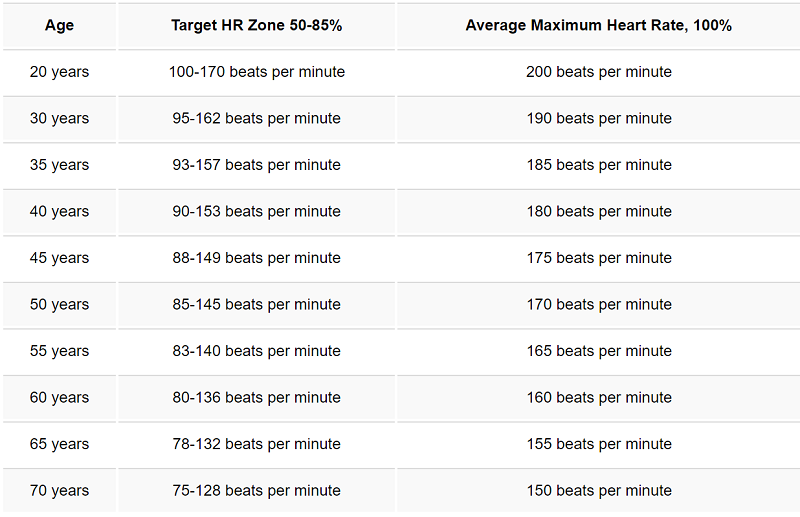 Age Target HR Zone 50-85% Average Maximum Heart Rate, 100%
20 years 100-170 beats per minute 200 beats per minute
30 years 95-162 beats per minute 190 beats per minute
35 years 93-157 beats per minute 185 beats per minute
40 years 90-153 beats per minute 180 beats per minute
45 years 88-149 beats per minute 175 beats per minute
50 years 85-145 beats per minute 170 beats per minute
55 years 83-140 beats per minute 165 beats per minute
60 years 80-136 beats per minute 160 beats per minute
65 years 78-132 beats per minute 155 beats per minute
70 years 75-128 beats per minute 150 beats per minute